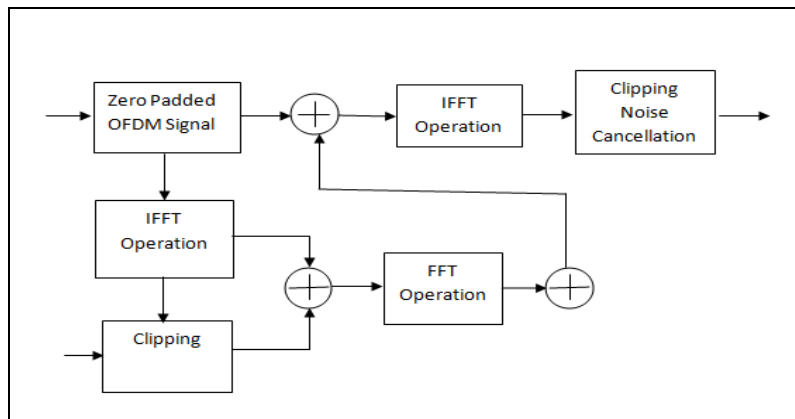 Zero Padded
OFDM Signal
IFFT
Operation
Clipping
Noise
Cancellation
IFFT
Operation
FFT
Operation
Clipping